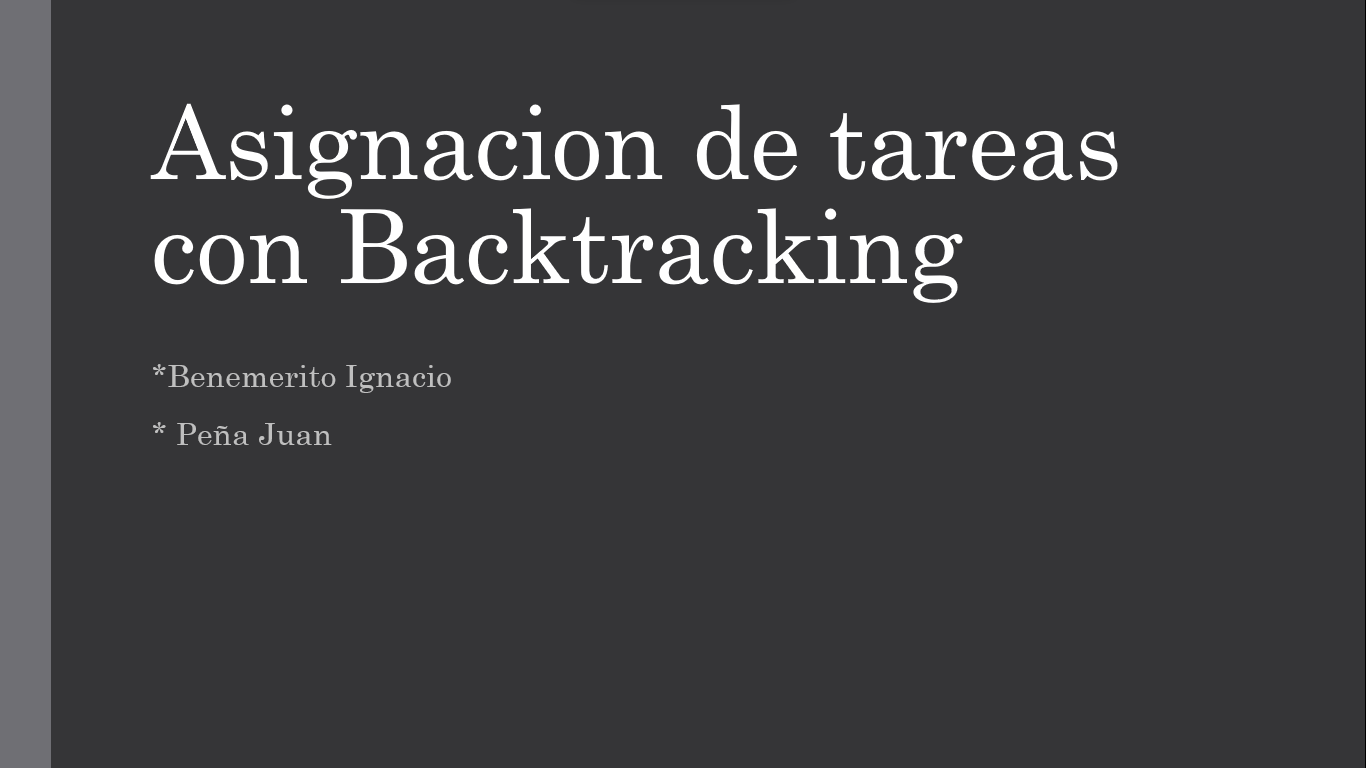 Asignacion de tareas
con Backtracking
*Benemerito Ignacio
* Peña Juan